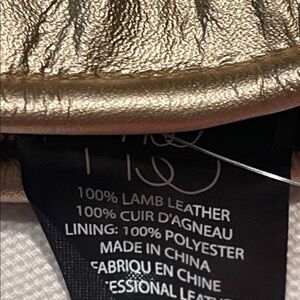 100% LAMB LEATHER
100% CUIR D'AGNEAU
LINING: 100% POLYESTER
MADE IN CHINA
FABRIQU EN CHINE